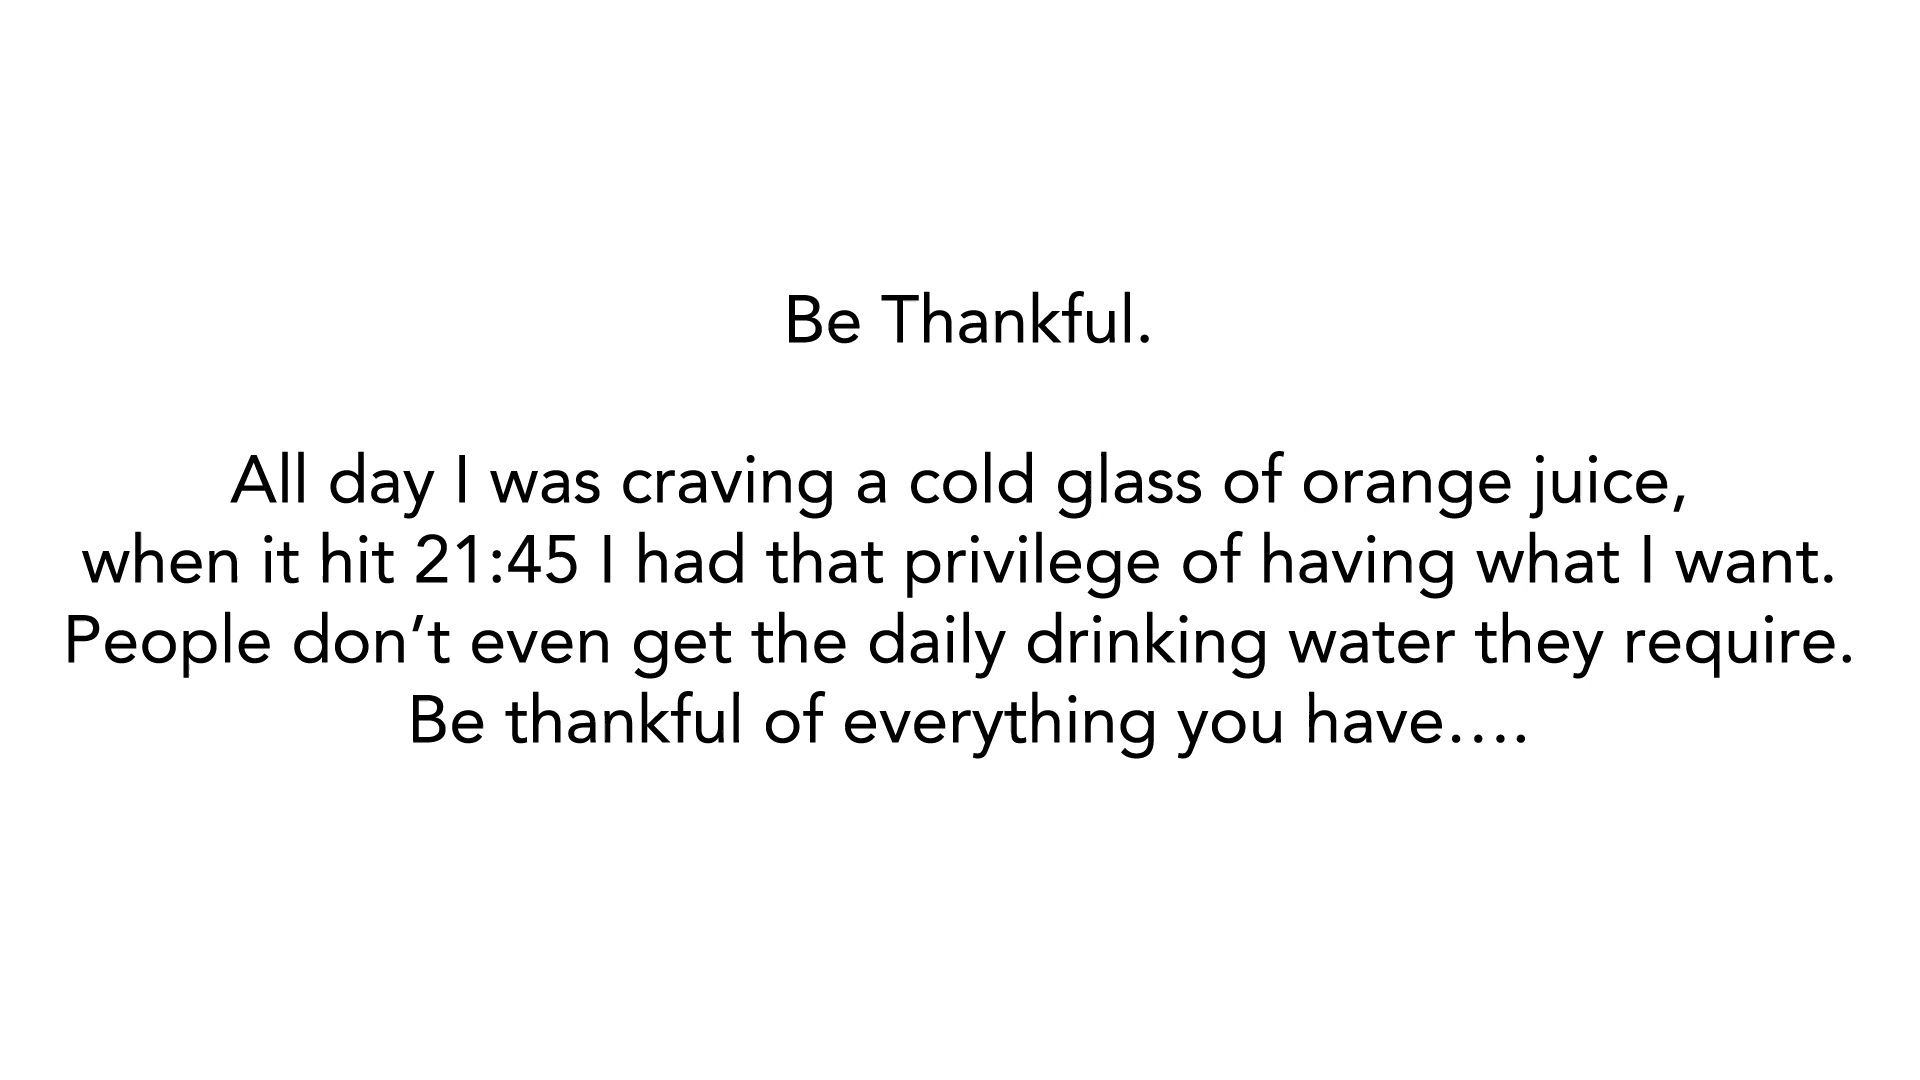 Be Thankful.
All day I was craving a cold glass of orange juice,
when it hit 21:45 I had that privilege of having what I want.
People don’t even get the daily drinking water they require.
Be thankful of everything you have….